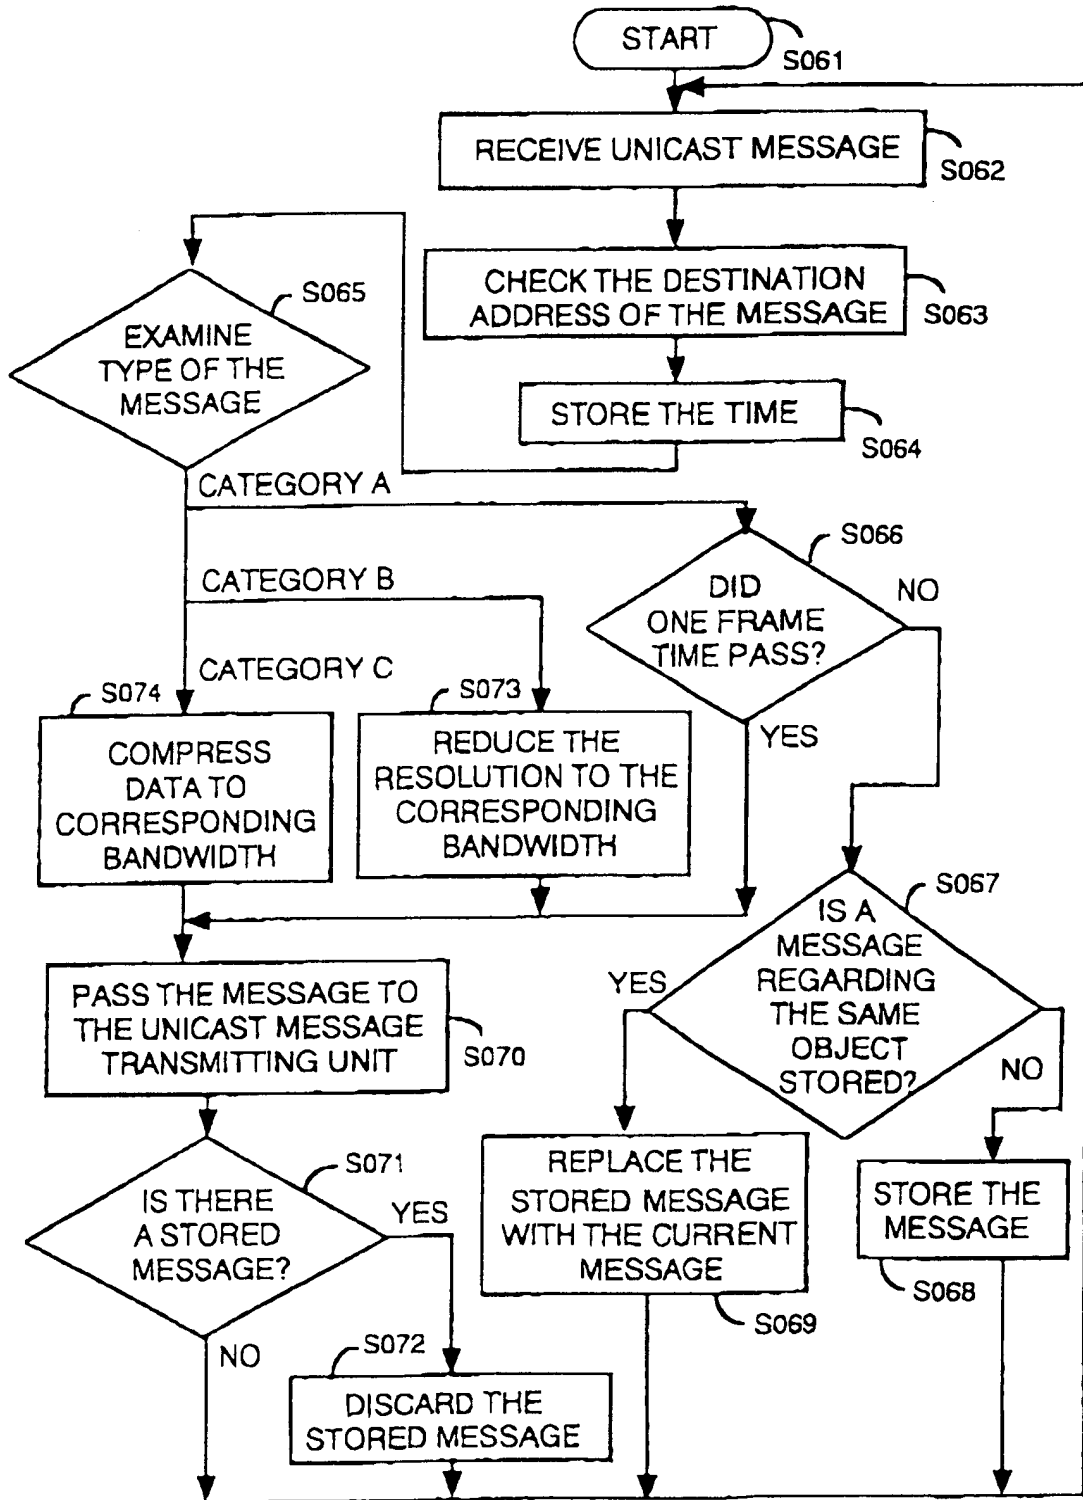 START
S061
RECEIVE UNICAST MESSAGE
S062
CHECK THE DESTINATION
ADDRESS OF THE MESSAGE
S063
STORE THE TIME
S064
S065
EXAMINE
TYPE OF THE
MESSAGE
CATEGORY A
CATEGORY B
CATEGORY C
S066
DID
ONE FRAME
TIME PASS?
NO
YES
S074
COMPRESS
DATA TO
CORRESPONDING
BANDWIDTH
S073
REDUCE THE
RESOLUTION TO THE
CORRESPONDING
BANDWIDTH
S067
IS A
MESSAGE
REGARDING
THE SAME
OBJECT
STORED?
YES
NO
PASS THE MESSAGE TO
THE UNICAST MESSAGE
TRANSMITTING UNIT
S070
S071
IS THERE
A STORED
MESSAGE?
YES
NO
REPLACE THE
STORED MESSAGE
WITH THE CURRENT
MESSAGE
S069
STORE THE
MESSAGE
S068
S072
DISCARD THE
STORED MESSAGE